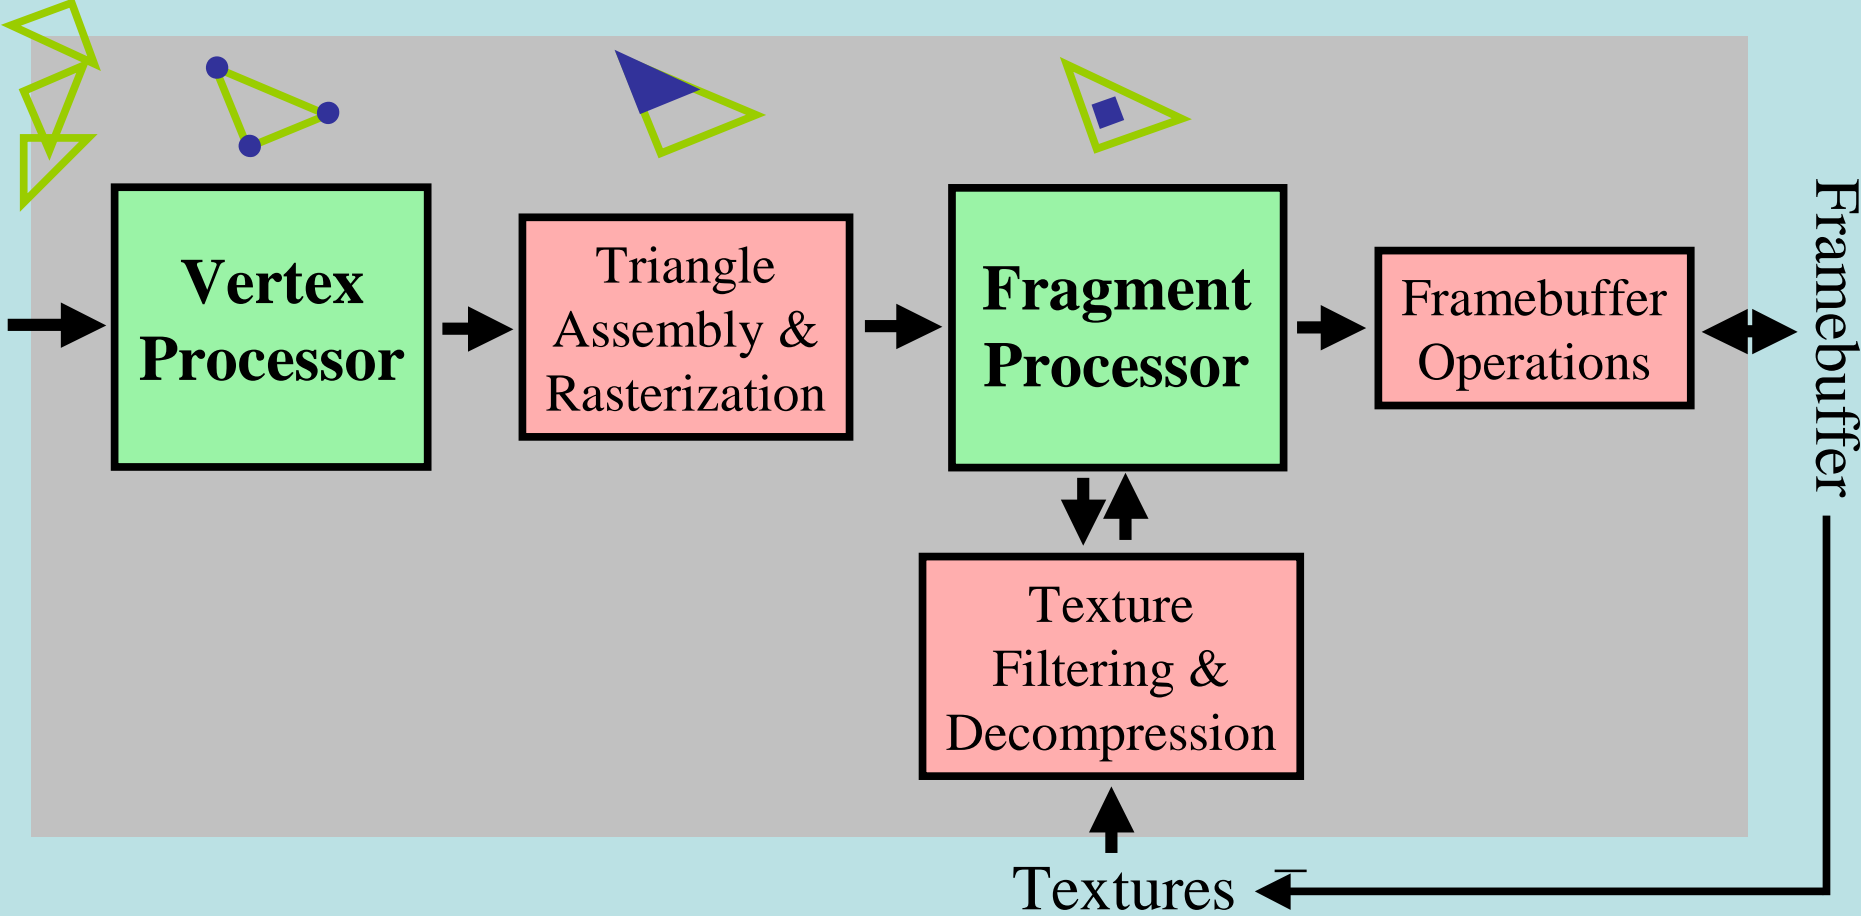 Vertex
Processor
Triangle
Assembly &
Rasterization
Fragment
Processor
Framebuffer
Operations
Framebuffer
Texture
Filtering &
Decompression
Textures